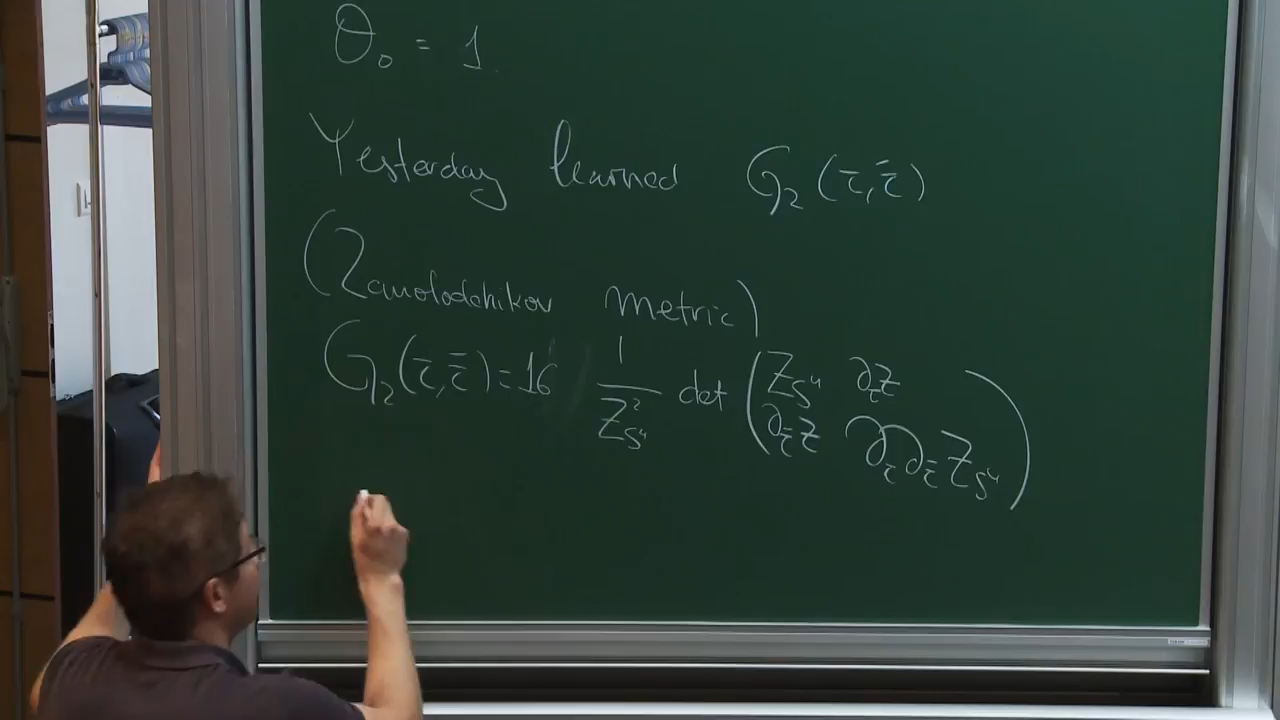 Θ₀ = 1
Yesterday learned G₂(τ,τ̄)
(Zamolodchikov metric)
G₂(τ,τ̄) = 16 1/Z²_{S⁴} det ( Z_{S⁴} ∂_τ Z
∂_τ̄ Z ∂_τ ∂_τ̄ Z_{S⁴} )